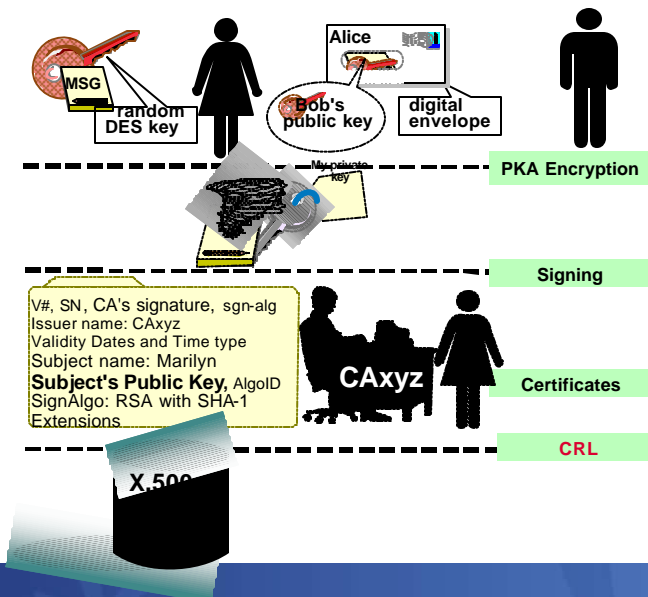 Alice
MSG
random
DES key
Bob's
public key
digital
envelope
PKA Encryption
My private
key
Signing
V#, SN, CA's signature, sgn-alg
Issuer name: CAxyz
Validity Dates and Time type
Subject name: Marilyn
Subject's Public Key, AlgoID
SignAlgo: RSA with SHA-1
Extensions
CAxyz
Certificates
CRL
X.500